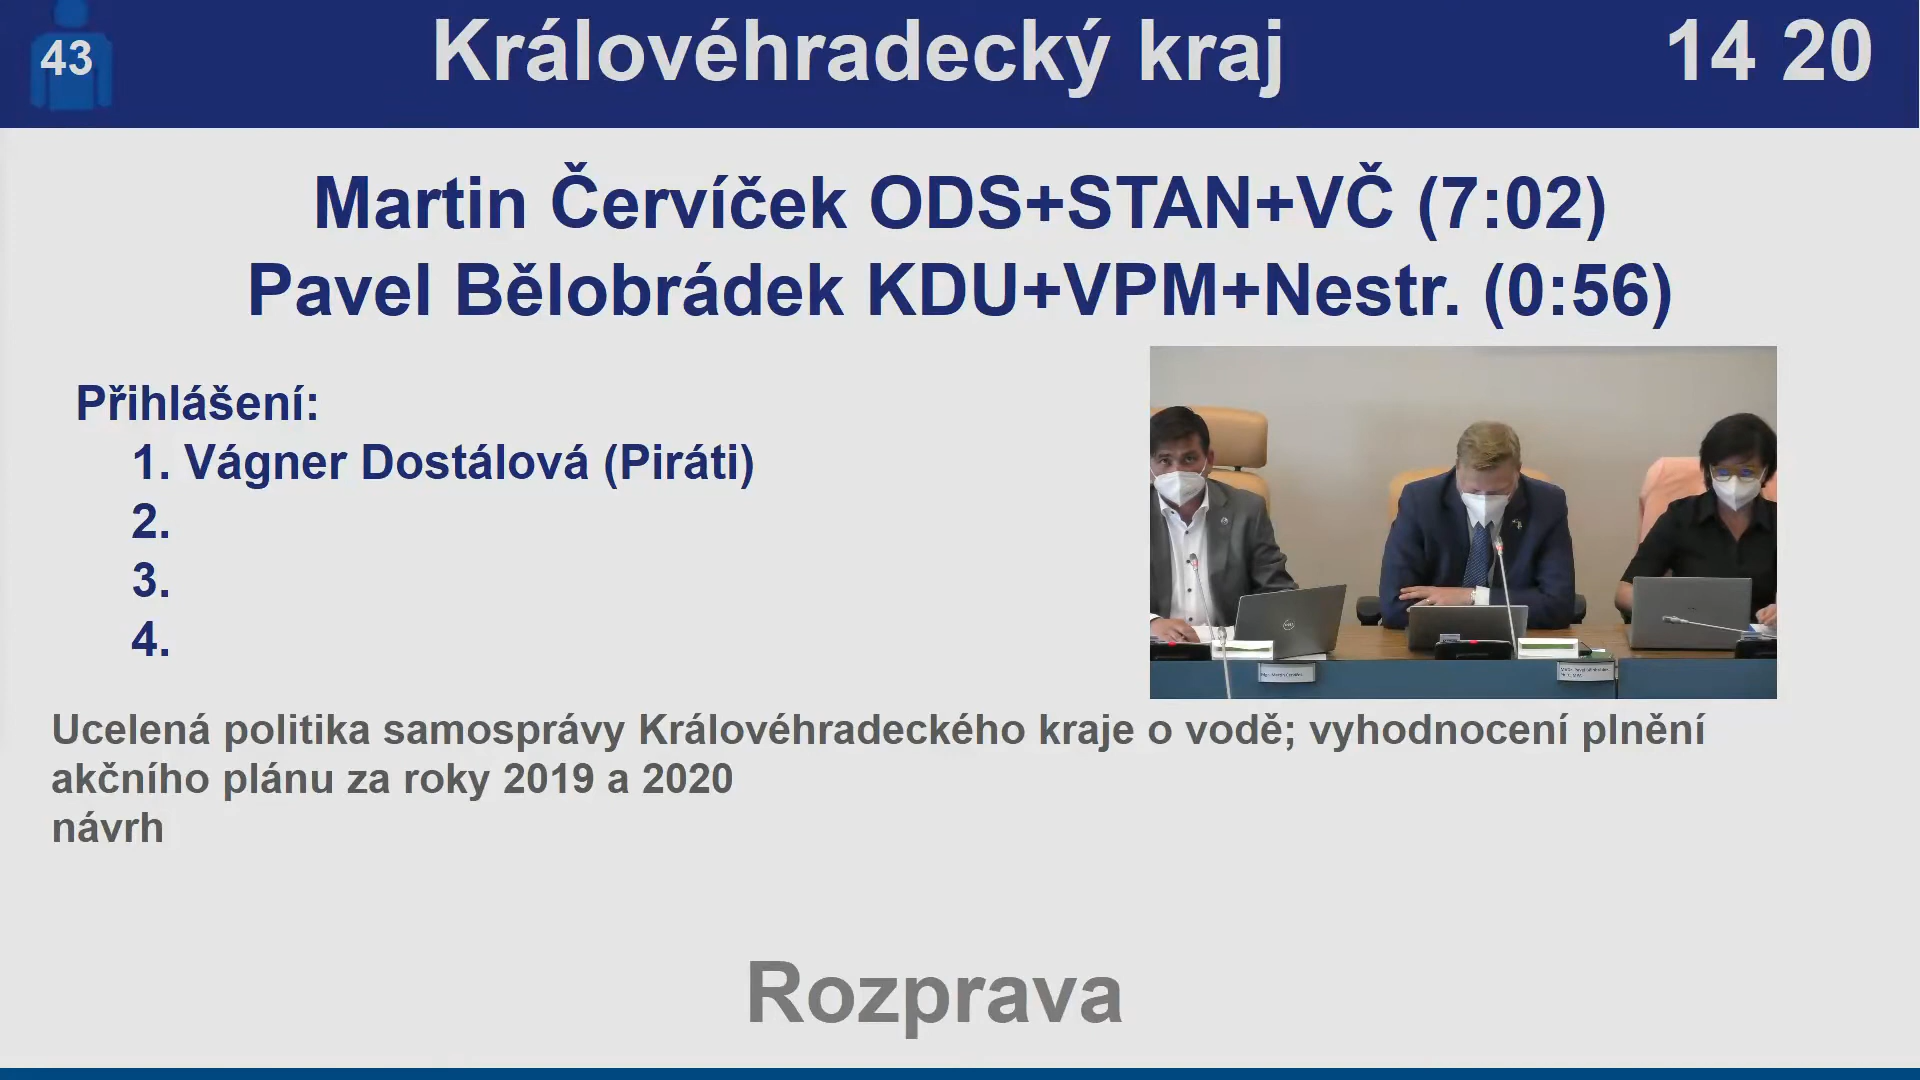 43
Královéhradecký kraj
14 20
Martin Červíček ODS+STAN+VČ (7:02)
Pavel Bělobrádek KDU+VPM+Nestr. (0:56)
Přihlášení:
1. Vágner Dostálová (Piráti)
2.
3.
4.
Ucelená politika samosprávy Královéhradeckého kraje o vodě; vyhodnocení plnění
akčního plánu za roky 2019 a 2020
návrh
Rozprava